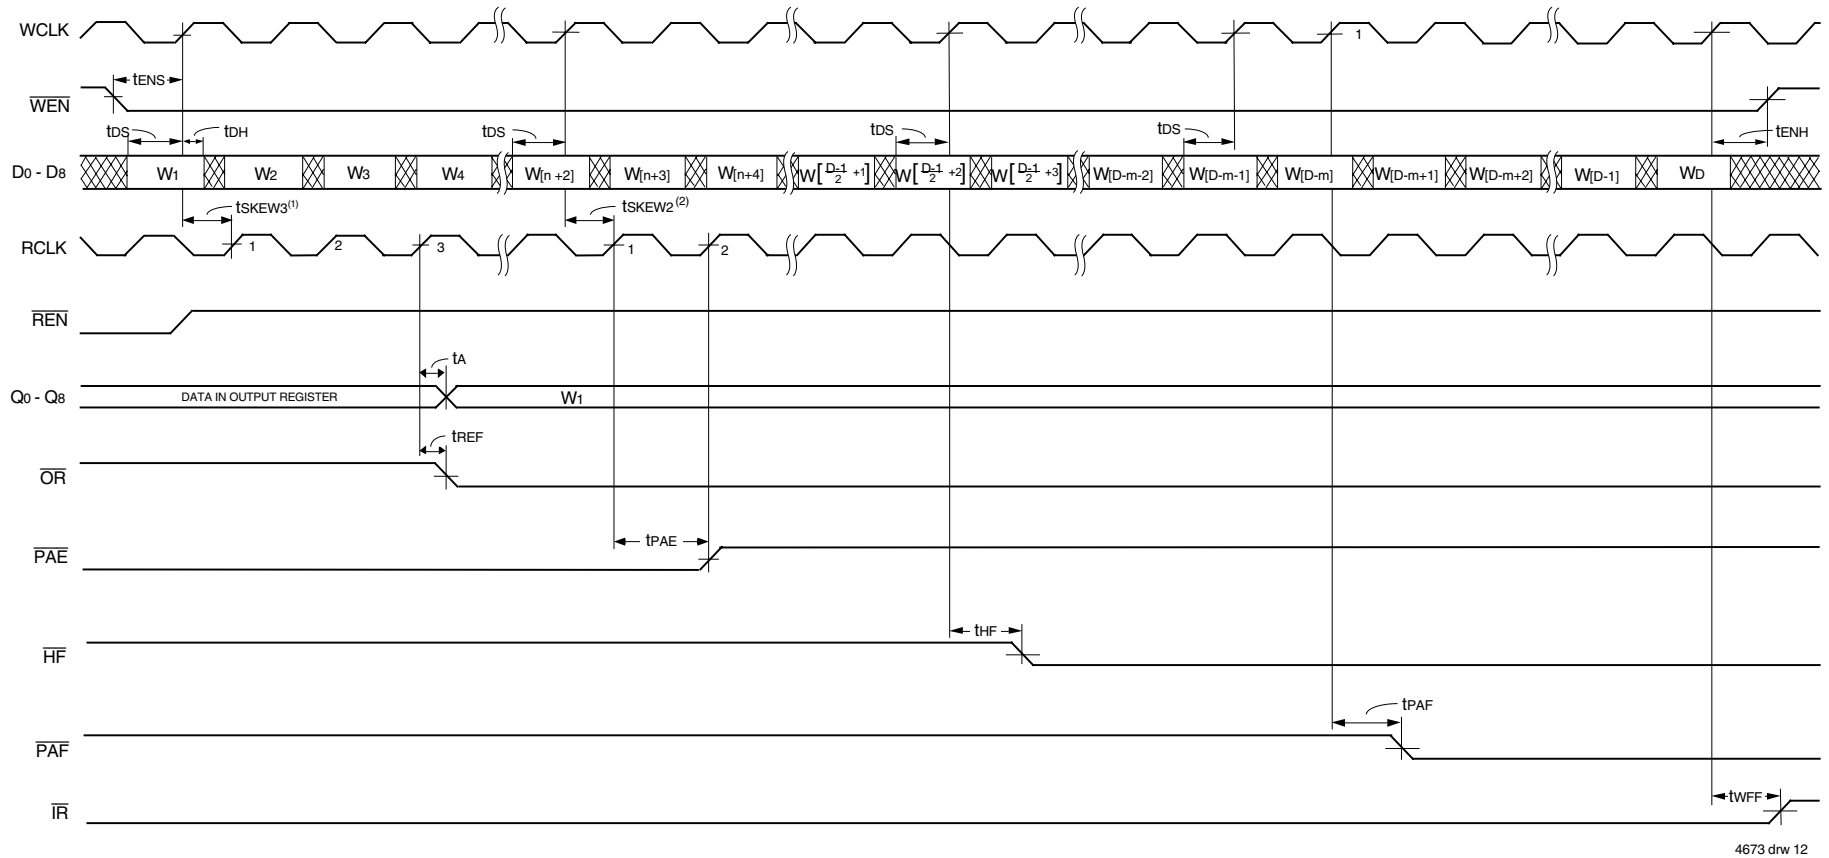 WCLK 1
tENS
WEN
tDS tDH tDS tDS tDS tENH
D0 - D8 W1 W2 W3 W4 W[n +2] W[n+3] W[n+4] W[D-1/2 +1] W[D-1/2 +2] W[D-1/2 +3] W[D-m-2] W[D-m-1] W[D-m] W[D-m+1] W[D-m+2] W[D-1] WD
tSKEW3(1) tSKEW2(2)
RCLK 1 2 3 1 2
REN
tA
Q0 - Q8 DATA IN OUTPUT REGISTER W1
tREF
OR
tPAE
PAE
tHF
HF
tPAF
PAF
tWFF
IR
4673 drw 12